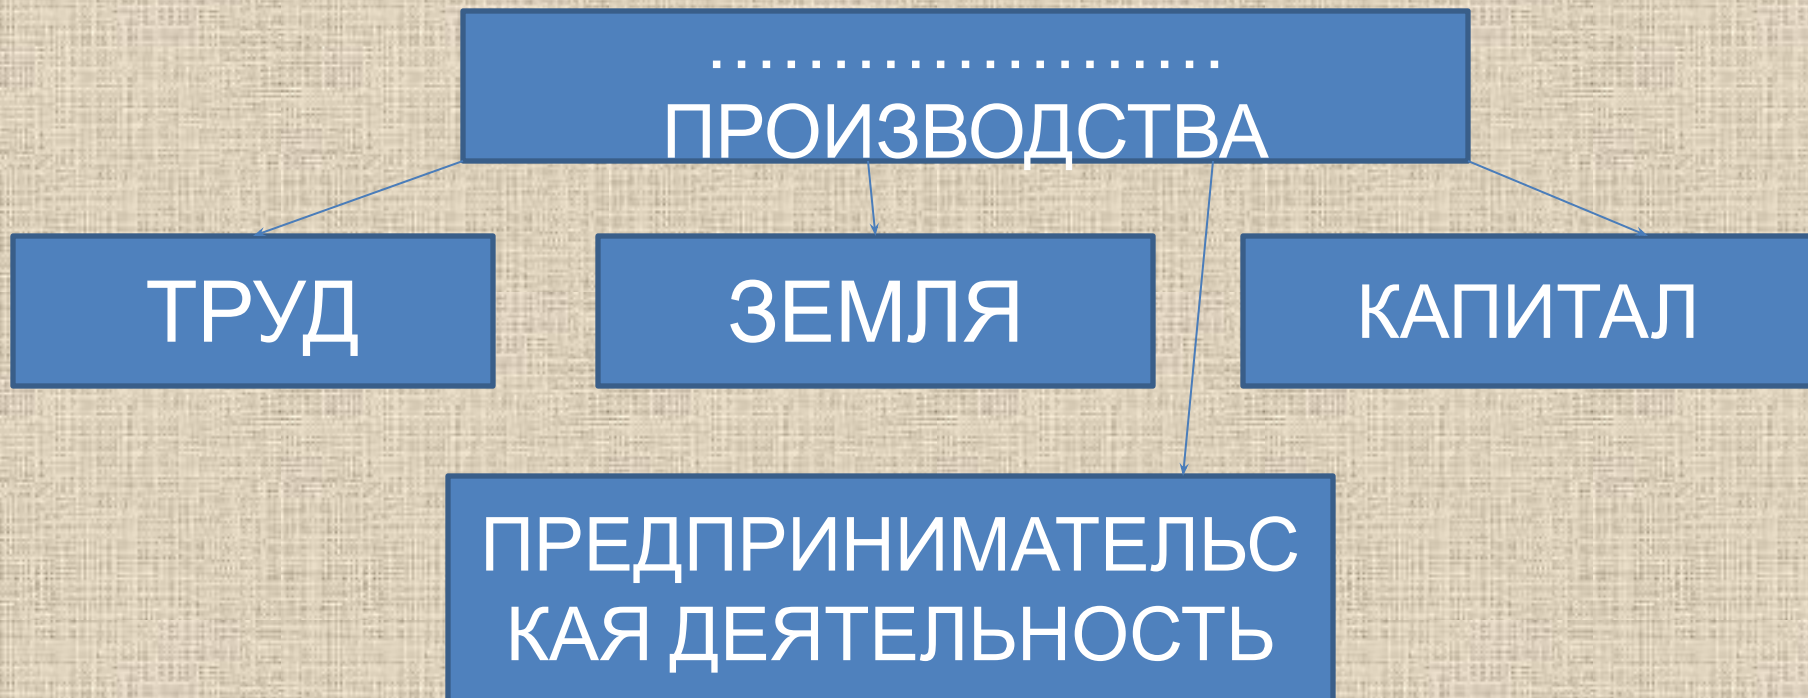 .....................
ПРОИЗВОДСТВА
ТРУД
ЗЕМЛЯ
КАПИТАЛ
ПРЕДПРИНИМАТЕЛЬС
КАЯ ДЕЯТЕЛЬНОСТЬ